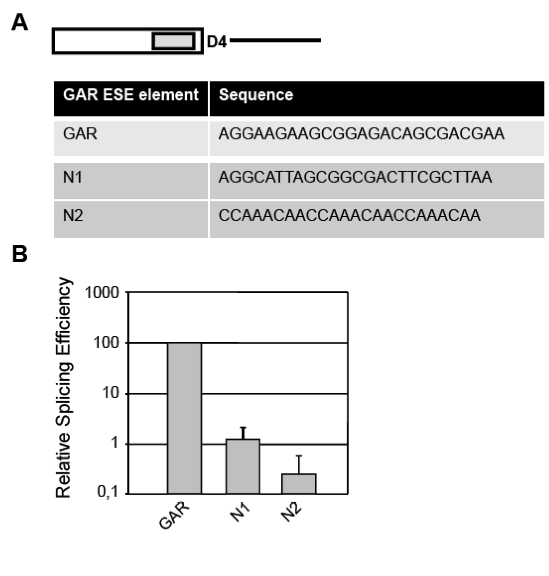 A
D4
GAR ESE element Sequence
GAR AGGAAGAAGCGGAGACAGCGACGAA
N1 AGGCATTAGCGGCGACTTCGCTTAA
N2 CCAAACAACCAAACAACCAAACAA
B
Relative Splicing Efficiency
1000
100
10
1
0,1
GAR N1 N2